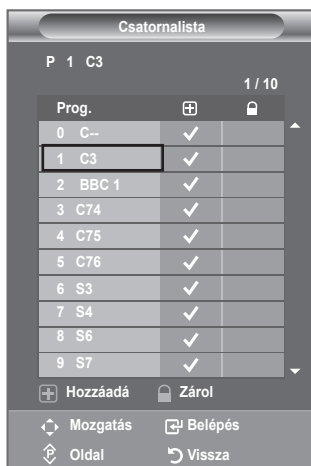 Csatornalista
P 1 C3
1 / 10
Prog.
0 C--
1 C3
2 BBC 1
3 C74
4 C75
5 C76
6 S3
7 S4
8 S6
9 S7
Hozzáadá Zárol
Mozgatás Belépés
P Oldal Vissza